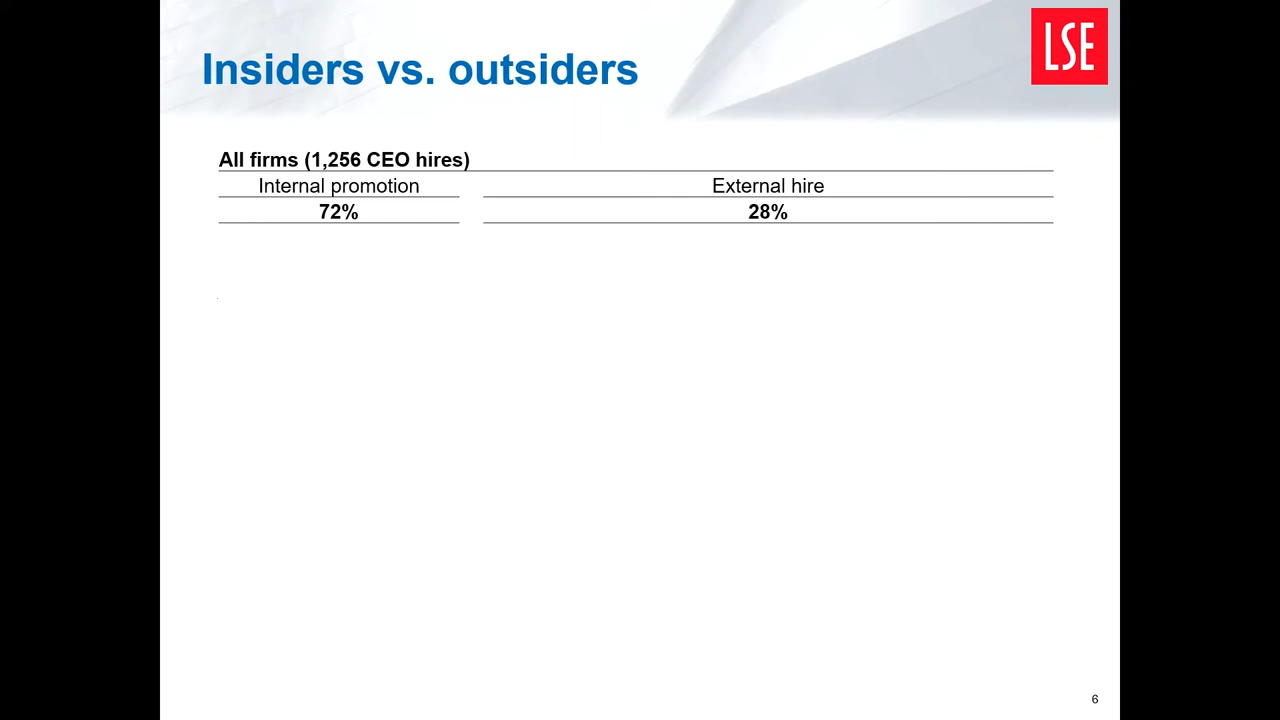 Insiders vs. outsiders
LSE
All firms (1,256 CEO hires)
Internal promotion External hire
72% 28%
6